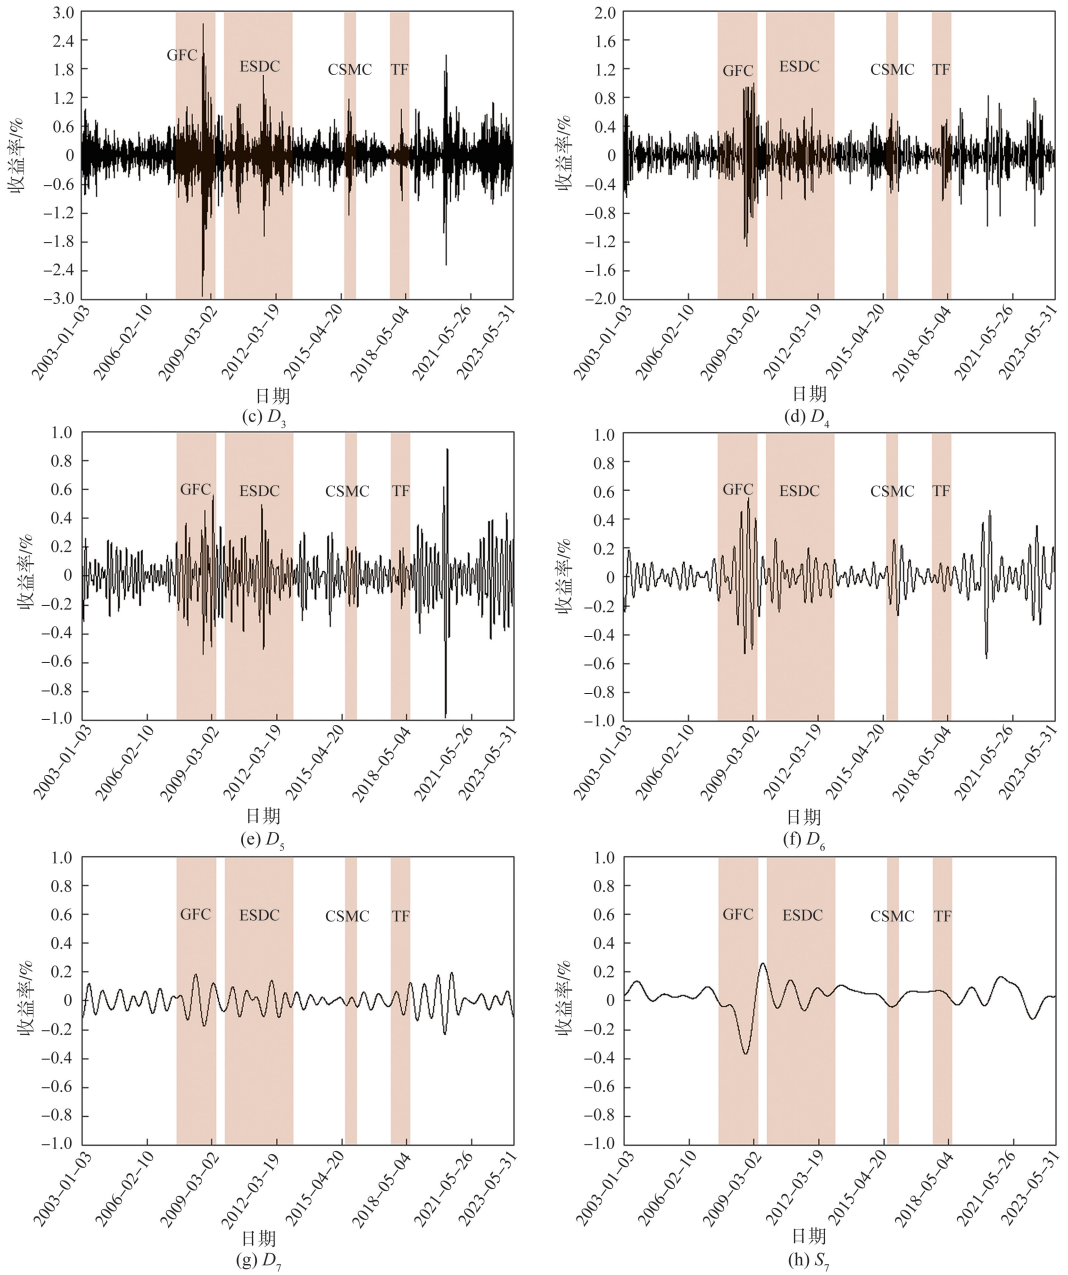 3.0
2.4
1.8
1.2
0.6
0
−0.6
−1.2
−1.8
−2.4
−3.0
收益率/%
GFC
ESDC
CSMC
TF
2003−01−03
2006−02−10
2009−03−02
2012−03−19
2015−04−20
2018−05−04
2021−05−26
2023−05−31
日期
(c) D3
2.0
1.6
1.2
0.8
0.4
0
−0.4
−0.8
−1.2
−1.6
−2.0
收益率/%
GFC
ESDC
CSMC
TF
2003−01−03
2006−02−10
2009−03−02
2012−03−19
2015−04−20
2018−05−04
2021−05−26
2023−05−31
日期
(d) D4
1.0
0.8
0.6
0.4
0.2
0
−0.2
−0.4
−0.6
−0.8
−1.0
收益率/%
GFC
ESDC
CSMC
TF
2003−01−03
2006−02−10
2009−03−02
2012−03−19
2015−04−20
2018−05−04
2021−05−26
2023−05−31
日期
(e) D5
1.0
0.8
0.6
0.4
0.2
0
−0.2
−0.4
−0.6
−0.8
−1.0
收益率/%
GFC
ESDC
CSMC
TF
2003−01−03
2006−02−10
2009−03−02
2012−03−19
2015−04−20
2018−05−04
2021−05−26
2023−05−31
日期
(f) D6
1.0
0.8
0.6
0.4
0.2
0
−0.2
−0.4
−0.6
−0.8
−1.0
收益率/%
GFC
ESDC
CSMC
TF
2003−01−03
2006−02−10
2009−03−02
2012−03−19
2015−04−20
2018−05−04
2021−05−26
2023−05−31
日期
(g) D7
1.0
0.8
0.6
0.4
0.2
0
−0.2
−0.4
−0.6
−0.8
−1.0
收益率/%
GFC
ESDC
CSMC
TF
2003−01−03
2006−02−10
2009−03−02
2012−03−19
2015−04−20
2018−05−04
2021−05−26
2023−05−31
日期
(h) S7